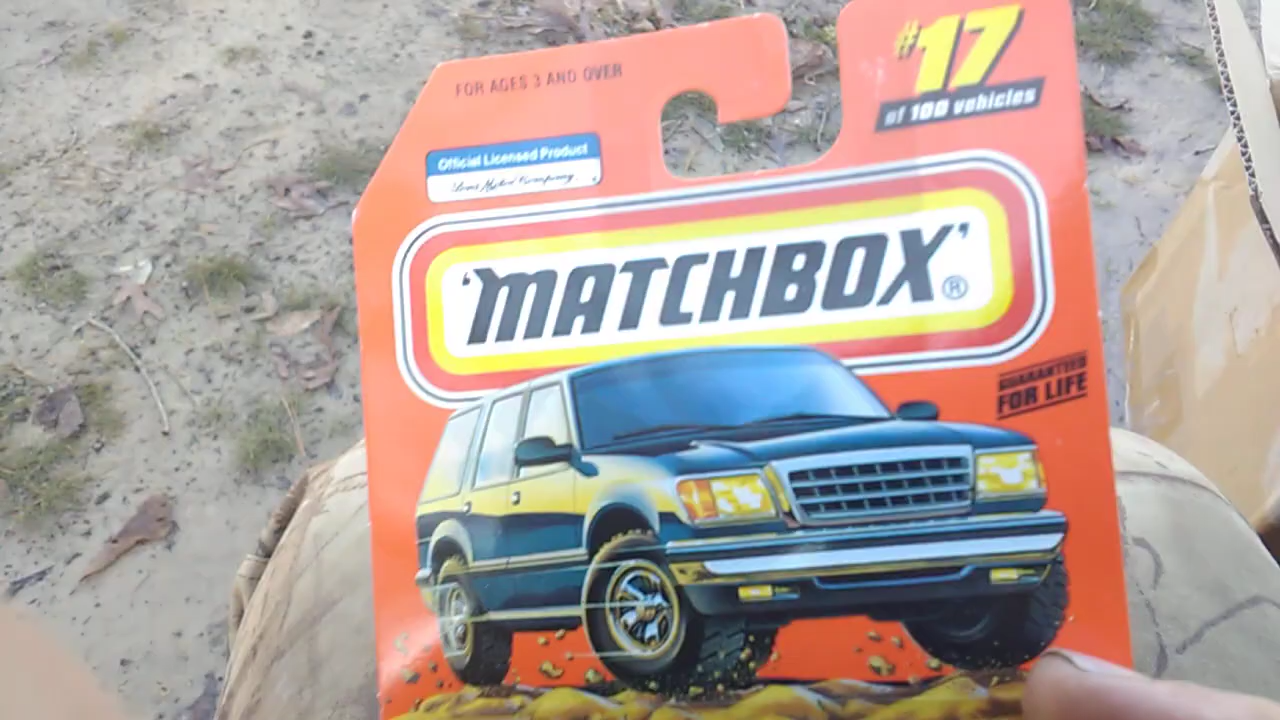 FOR AGES 3 AND OVER
#17
of 100 vehicles
Official Licensed Product
'MATCHBOX'®
GUARANTEED
FOR LIFE